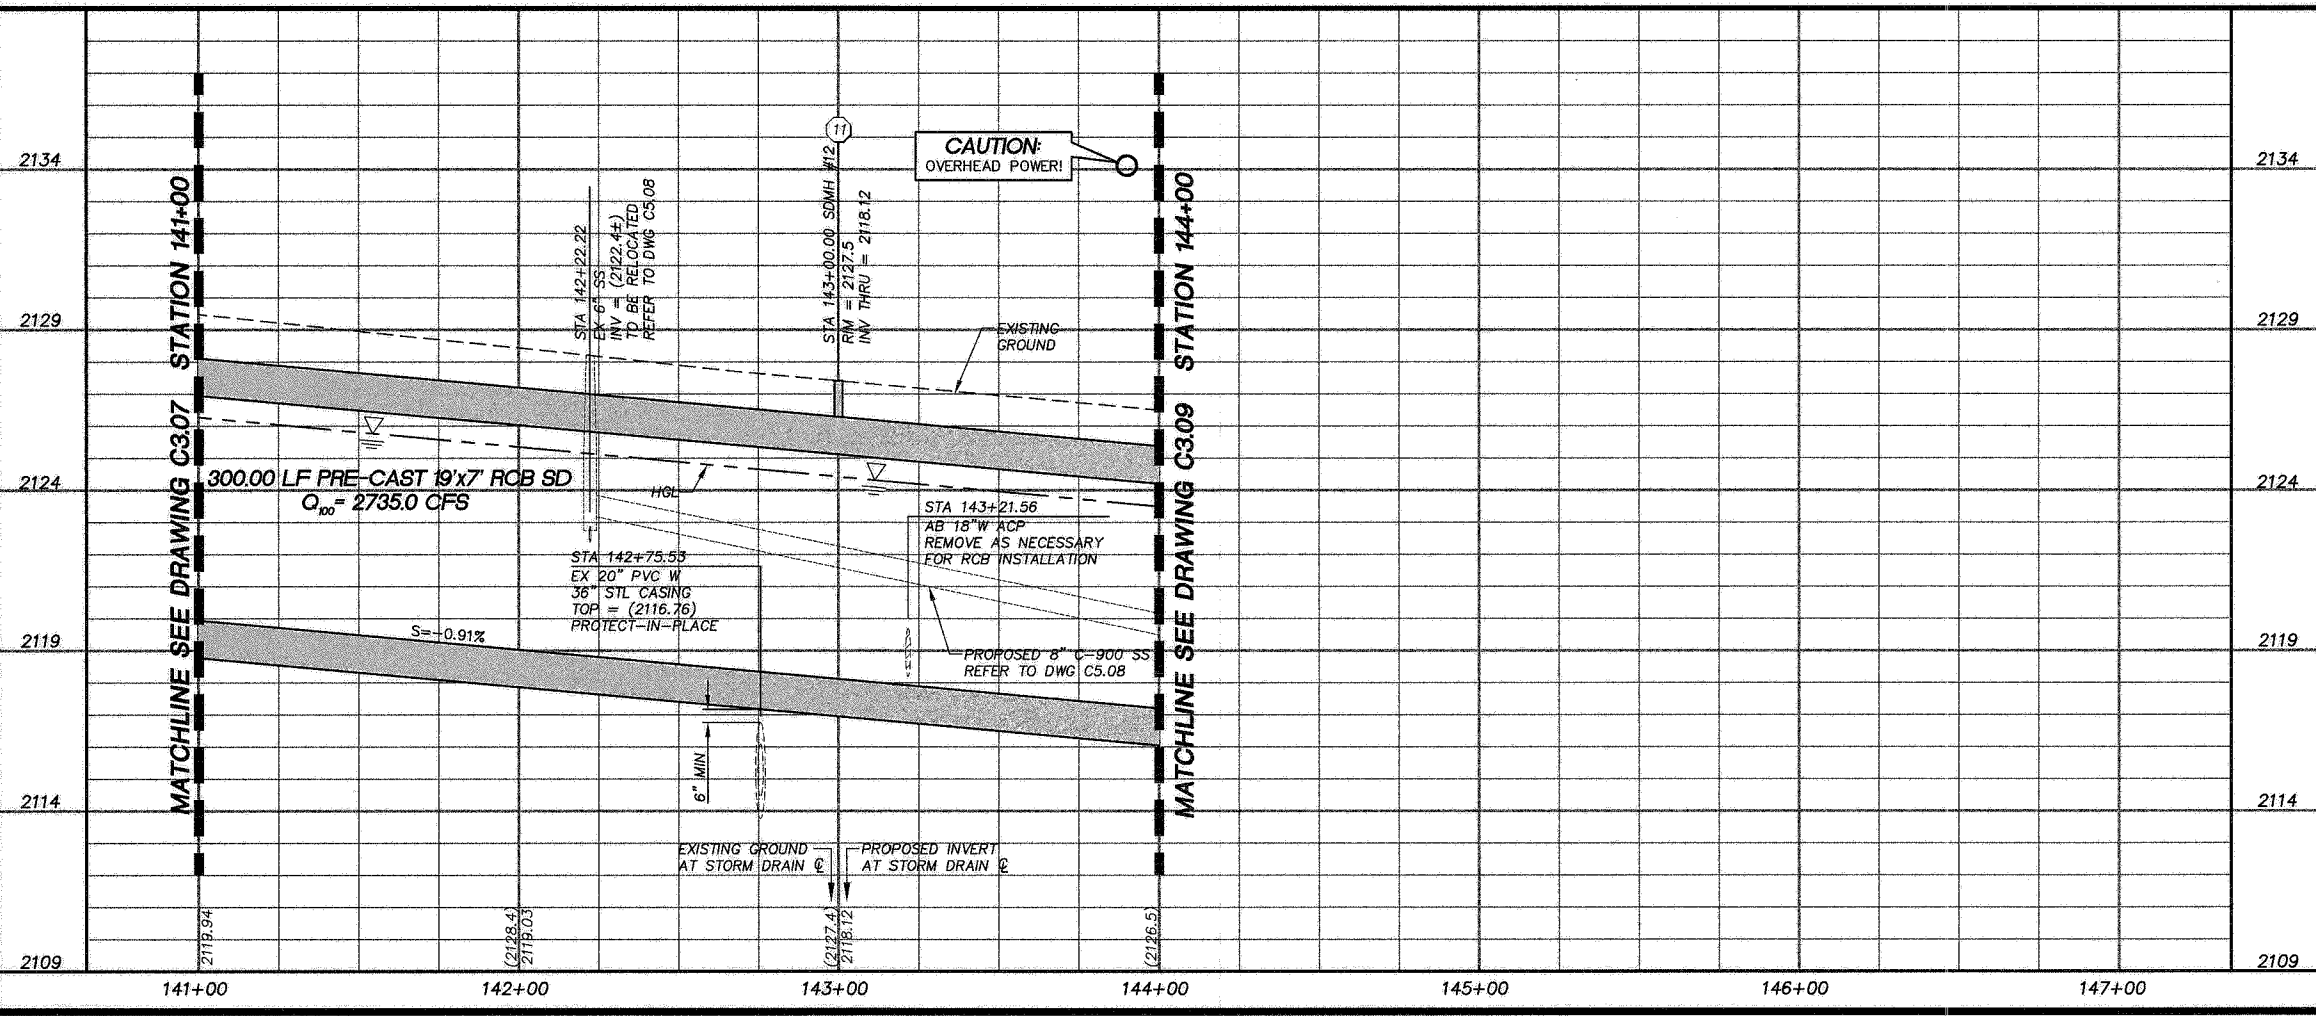 2134
2129
2124
2119
2114
2109
2134
2129
2124
2119
2114
2109
MATCHLINE SEE DRAWING C3.07 STATION 141+00
MATCHLINE SEE DRAWING C3.09 STATION 144+00
11
CAUTION:
OVERHEAD POWER!
STA 142+22.22
EX 6" SS
INV = (2122.4±)
TO BE RELOCATED
REFER TO DWG C5.08
STA 143+00.00 SDMH #12
RIM = 2127.5
INV THRU = 2118.12
EXISTING
GROUND
300.00 LF PRE-CAST 19'x7' RCB SD
Q100= 2735.0 CFS
HGL
STA 143+21.56
AB 18"W ACP
REMOVE AS NECESSARY
FOR RCB INSTALLATION
STA 142+75.53
EX 20" PVC W
36" STL CASING
TOP = (2116.76)
PROTECT-IN-PLACE
S=-0.91%
PROPOSED 8" C-900 SS
REFER TO DWG C5.08
6" MIN
EXISTING GROUND
AT STORM DRAIN ℄
PROPOSED INVERT
AT STORM DRAIN ℄
2119.94
(2128.4)
2119.03
(2127.4)
2118.12
(2126.5)
141+00
142+00
143+00
144+00
145+00
146+00
147+00